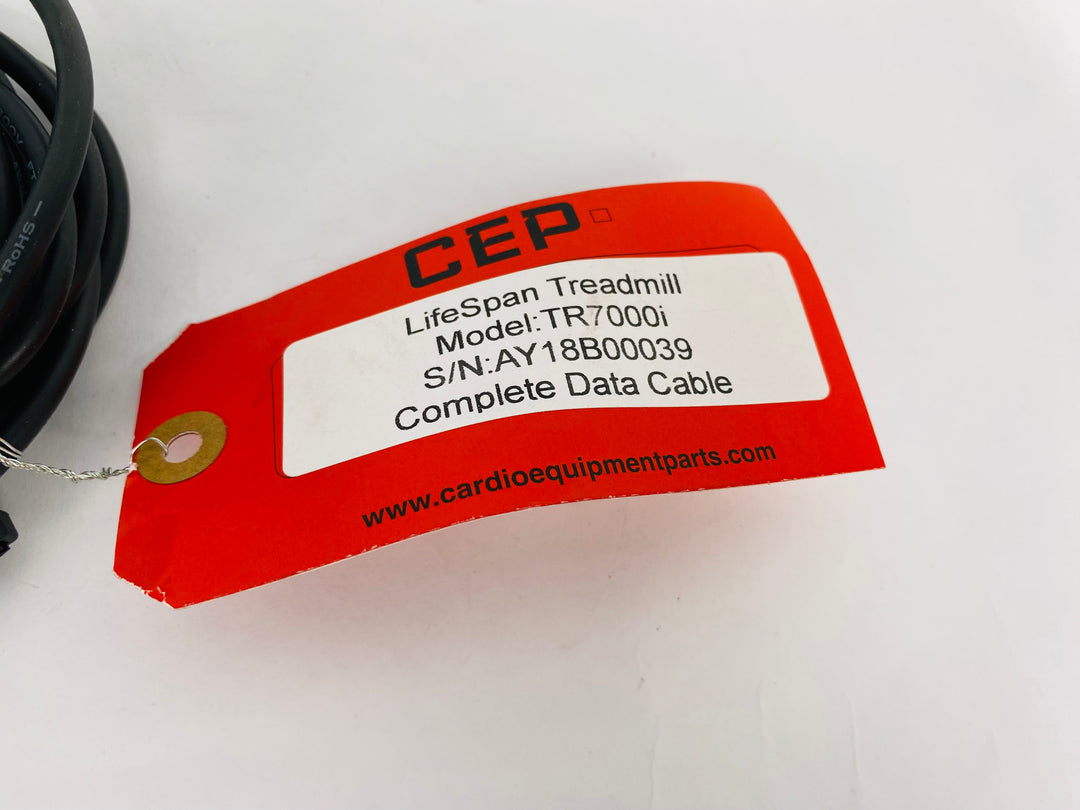 CEP
LifeSpan Treadmill
Model:TR7000i
S/N:AY18B00039
Complete Data Cable
www.cardioequipmentparts.com
RoHS